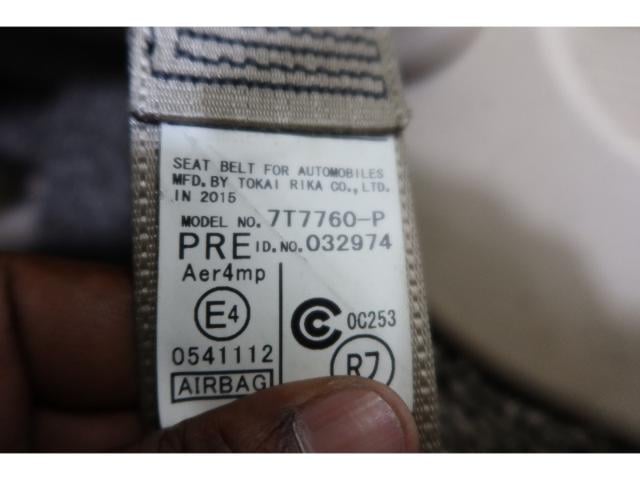 SEAT BELT FOR AUTOMOBILES
MFD. BY TOKAI RIKA CO., LTD.
IN 2015
MODEL NO. 7T7760-P
PRE ID.NO. 032974
Aer4mp
E4
0541112
AIRBAG
C 0C253
R7